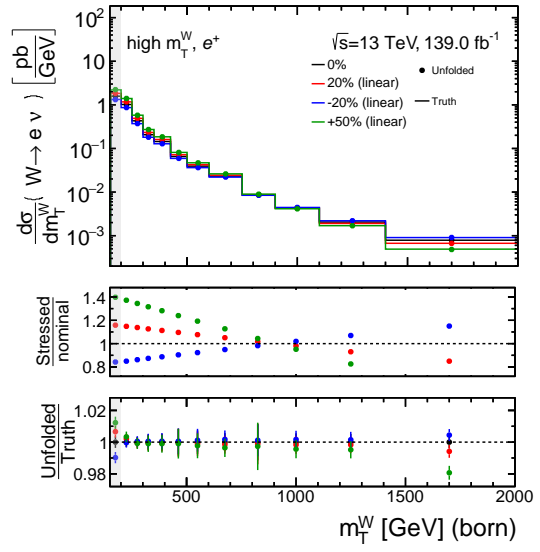 high m_T^W, e^+
√s=13 TeV, 139.0 fb^-1
0%
20% (linear)
-20% (linear)
+50% (linear)
Unfolded
Truth
dσ/dm_T^W (W→ e ν) [pb/GeV]
10^2
10
1
10^-1
10^-2
10^-3
Stressed
nominal
1.4
1.2
1
0.8
Unfolded
Truth
1.02
1
0.98
500 1000 1500 2000
m_T^W [GeV] (born)